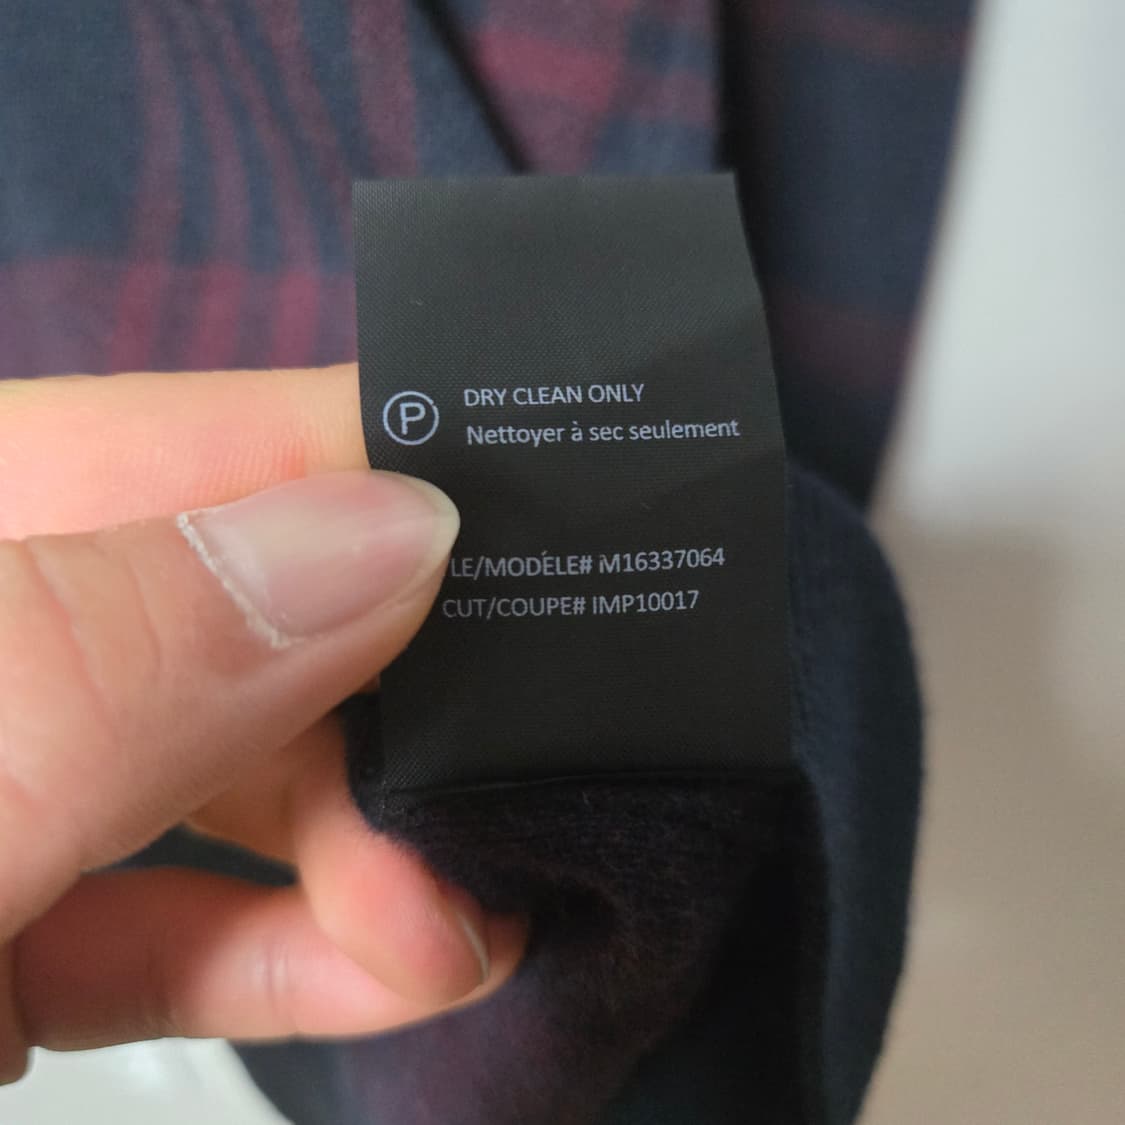 P DRY CLEAN ONLY
Nettoyer à sec seulement
LE/MODÉLE# M16337064
CUT/COUPE# IMP10017